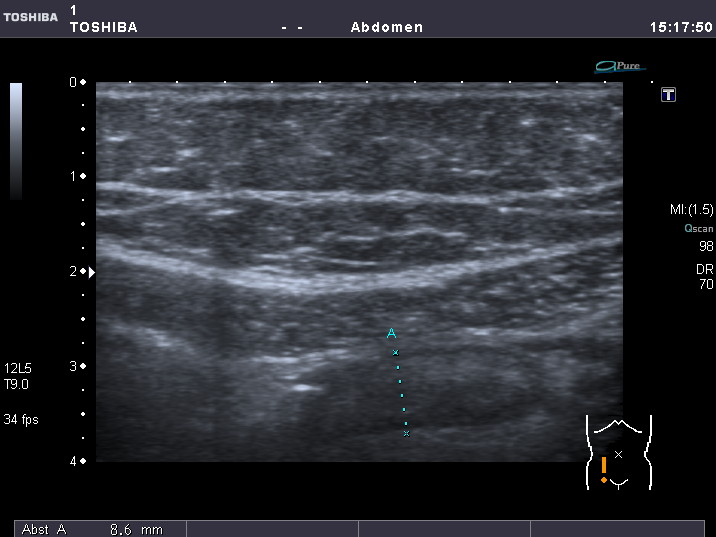 1
TOSHIBA TOSHIBA - - Abdomen 15:17:50
Pure
T
0
1
MI:(1.5)
Qscan
98
2
DR
70
A
3
12L5
T9.0
34 fps
4
Abst A 8.6 mm